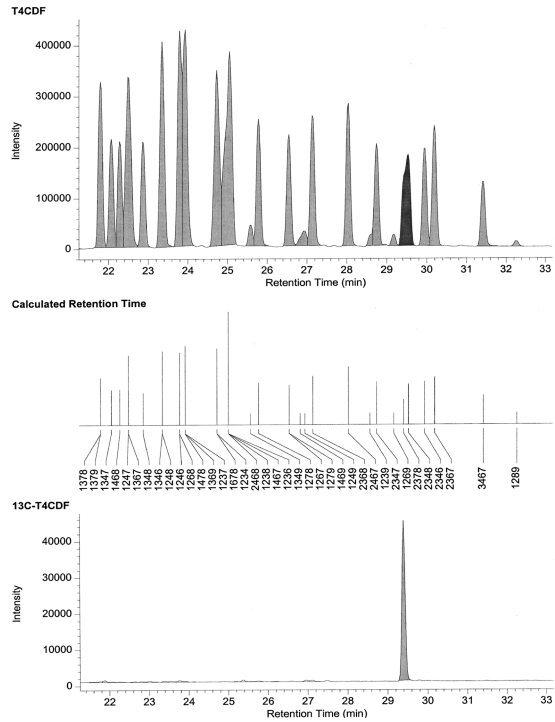 T4CDF
400000
300000
200000
100000
0
Intensity
22 23 24 25 26 27 28 29 30 31 32 33
Retention Time (min)
Calculated Retention Time
1378 1379 1347 1468 1247 1367 1348 1346 1248 1246 1268 1478 1369 1237 1678 1234 2468 1238 1467 1236 1349 1278 1267 1279 1469 1249 2368 2467 1239 2347 1269 2378 2348 2346 2367 3467 1289
13C-T4CDF
40000
30000
20000
10000
0
Intensity
22 23 24 25 26 27 28 29 30 31 32 33
Retention Time (min)